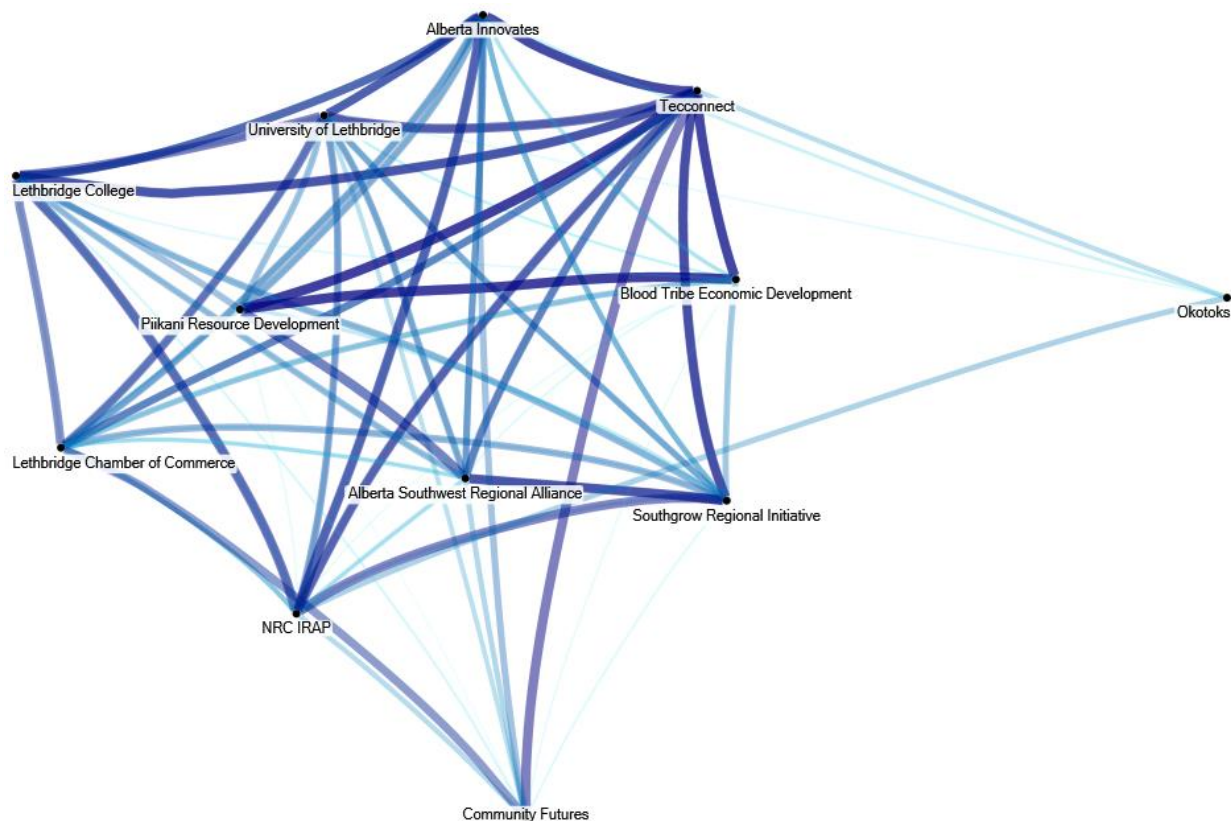 Alberta Innovates
Tecconnect
University of Lethbridge
Lethbridge College
Blood Tribe Economic Development
Okotoks
Piikani Resource Development
Lethbridge Chamber of Commerce
Alberta Southwest Regional Alliance
Southgrow Regional Initiative
NRC IRAP
Community Futures